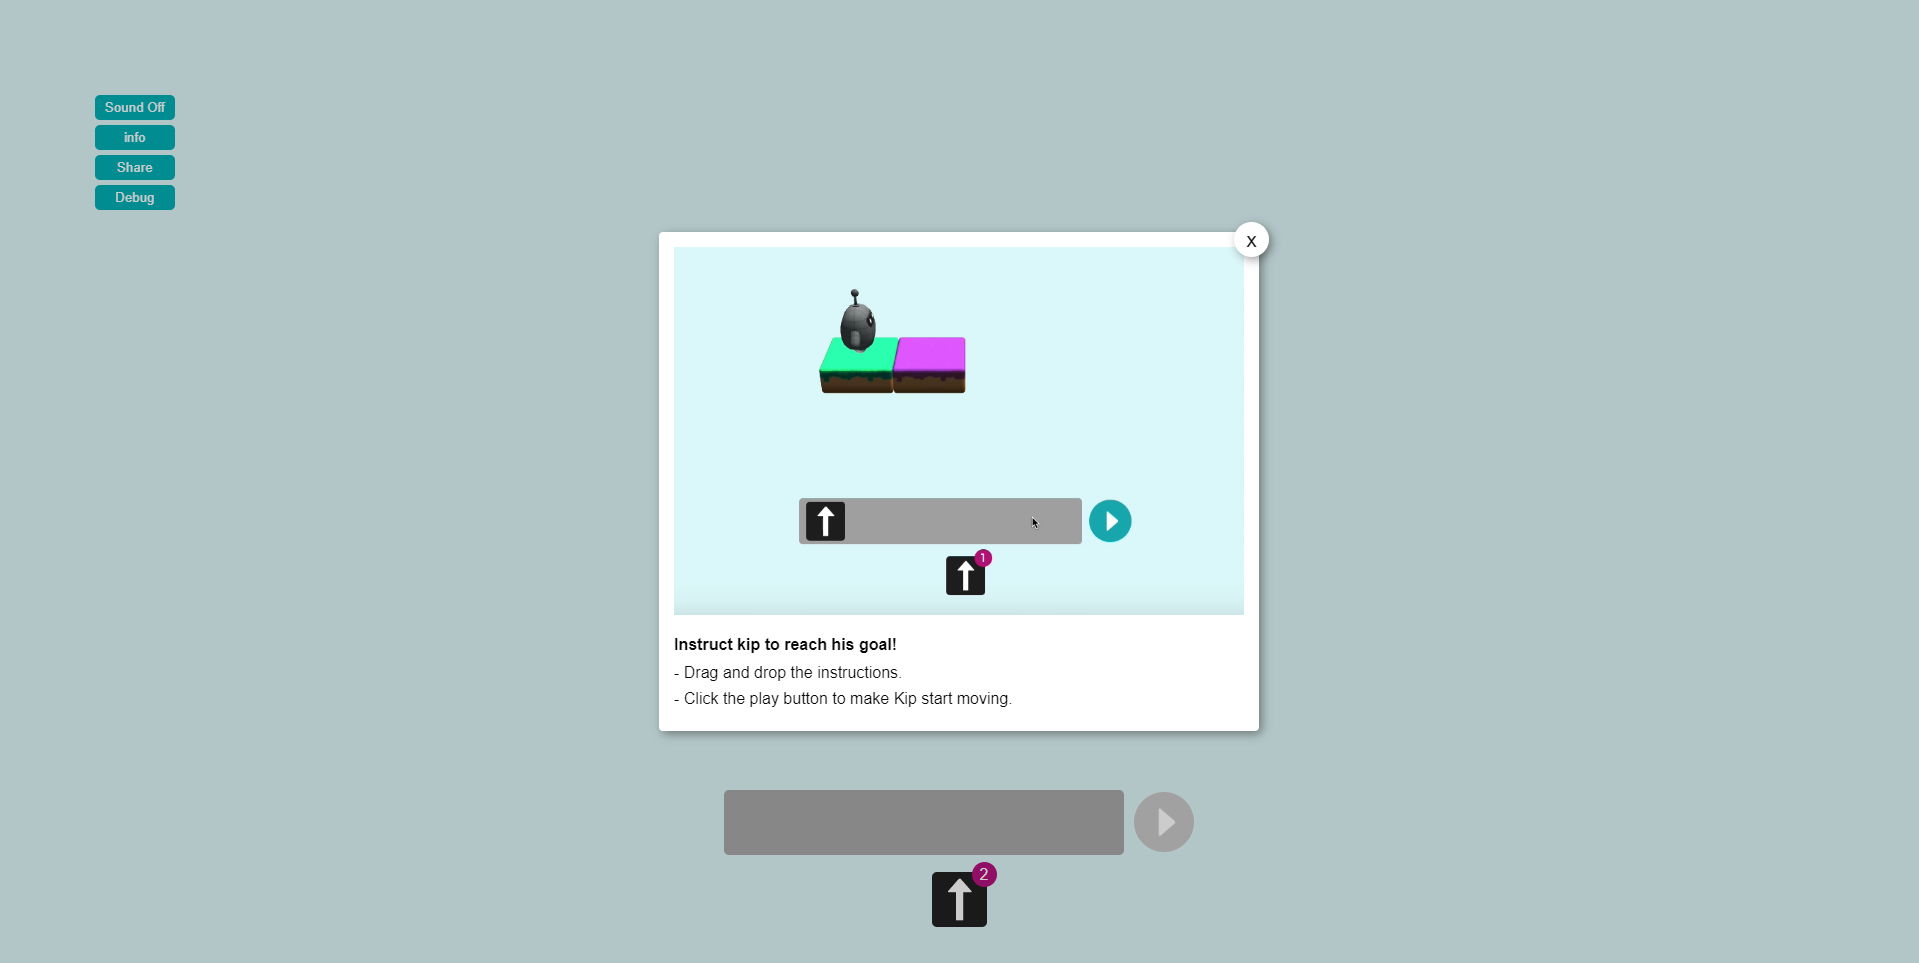 Sound Off
info
Share
Debug
x
1
Instruct kip to reach his goal!
- Drag and drop the instructions.
- Click the play button to make Kip start moving.
2